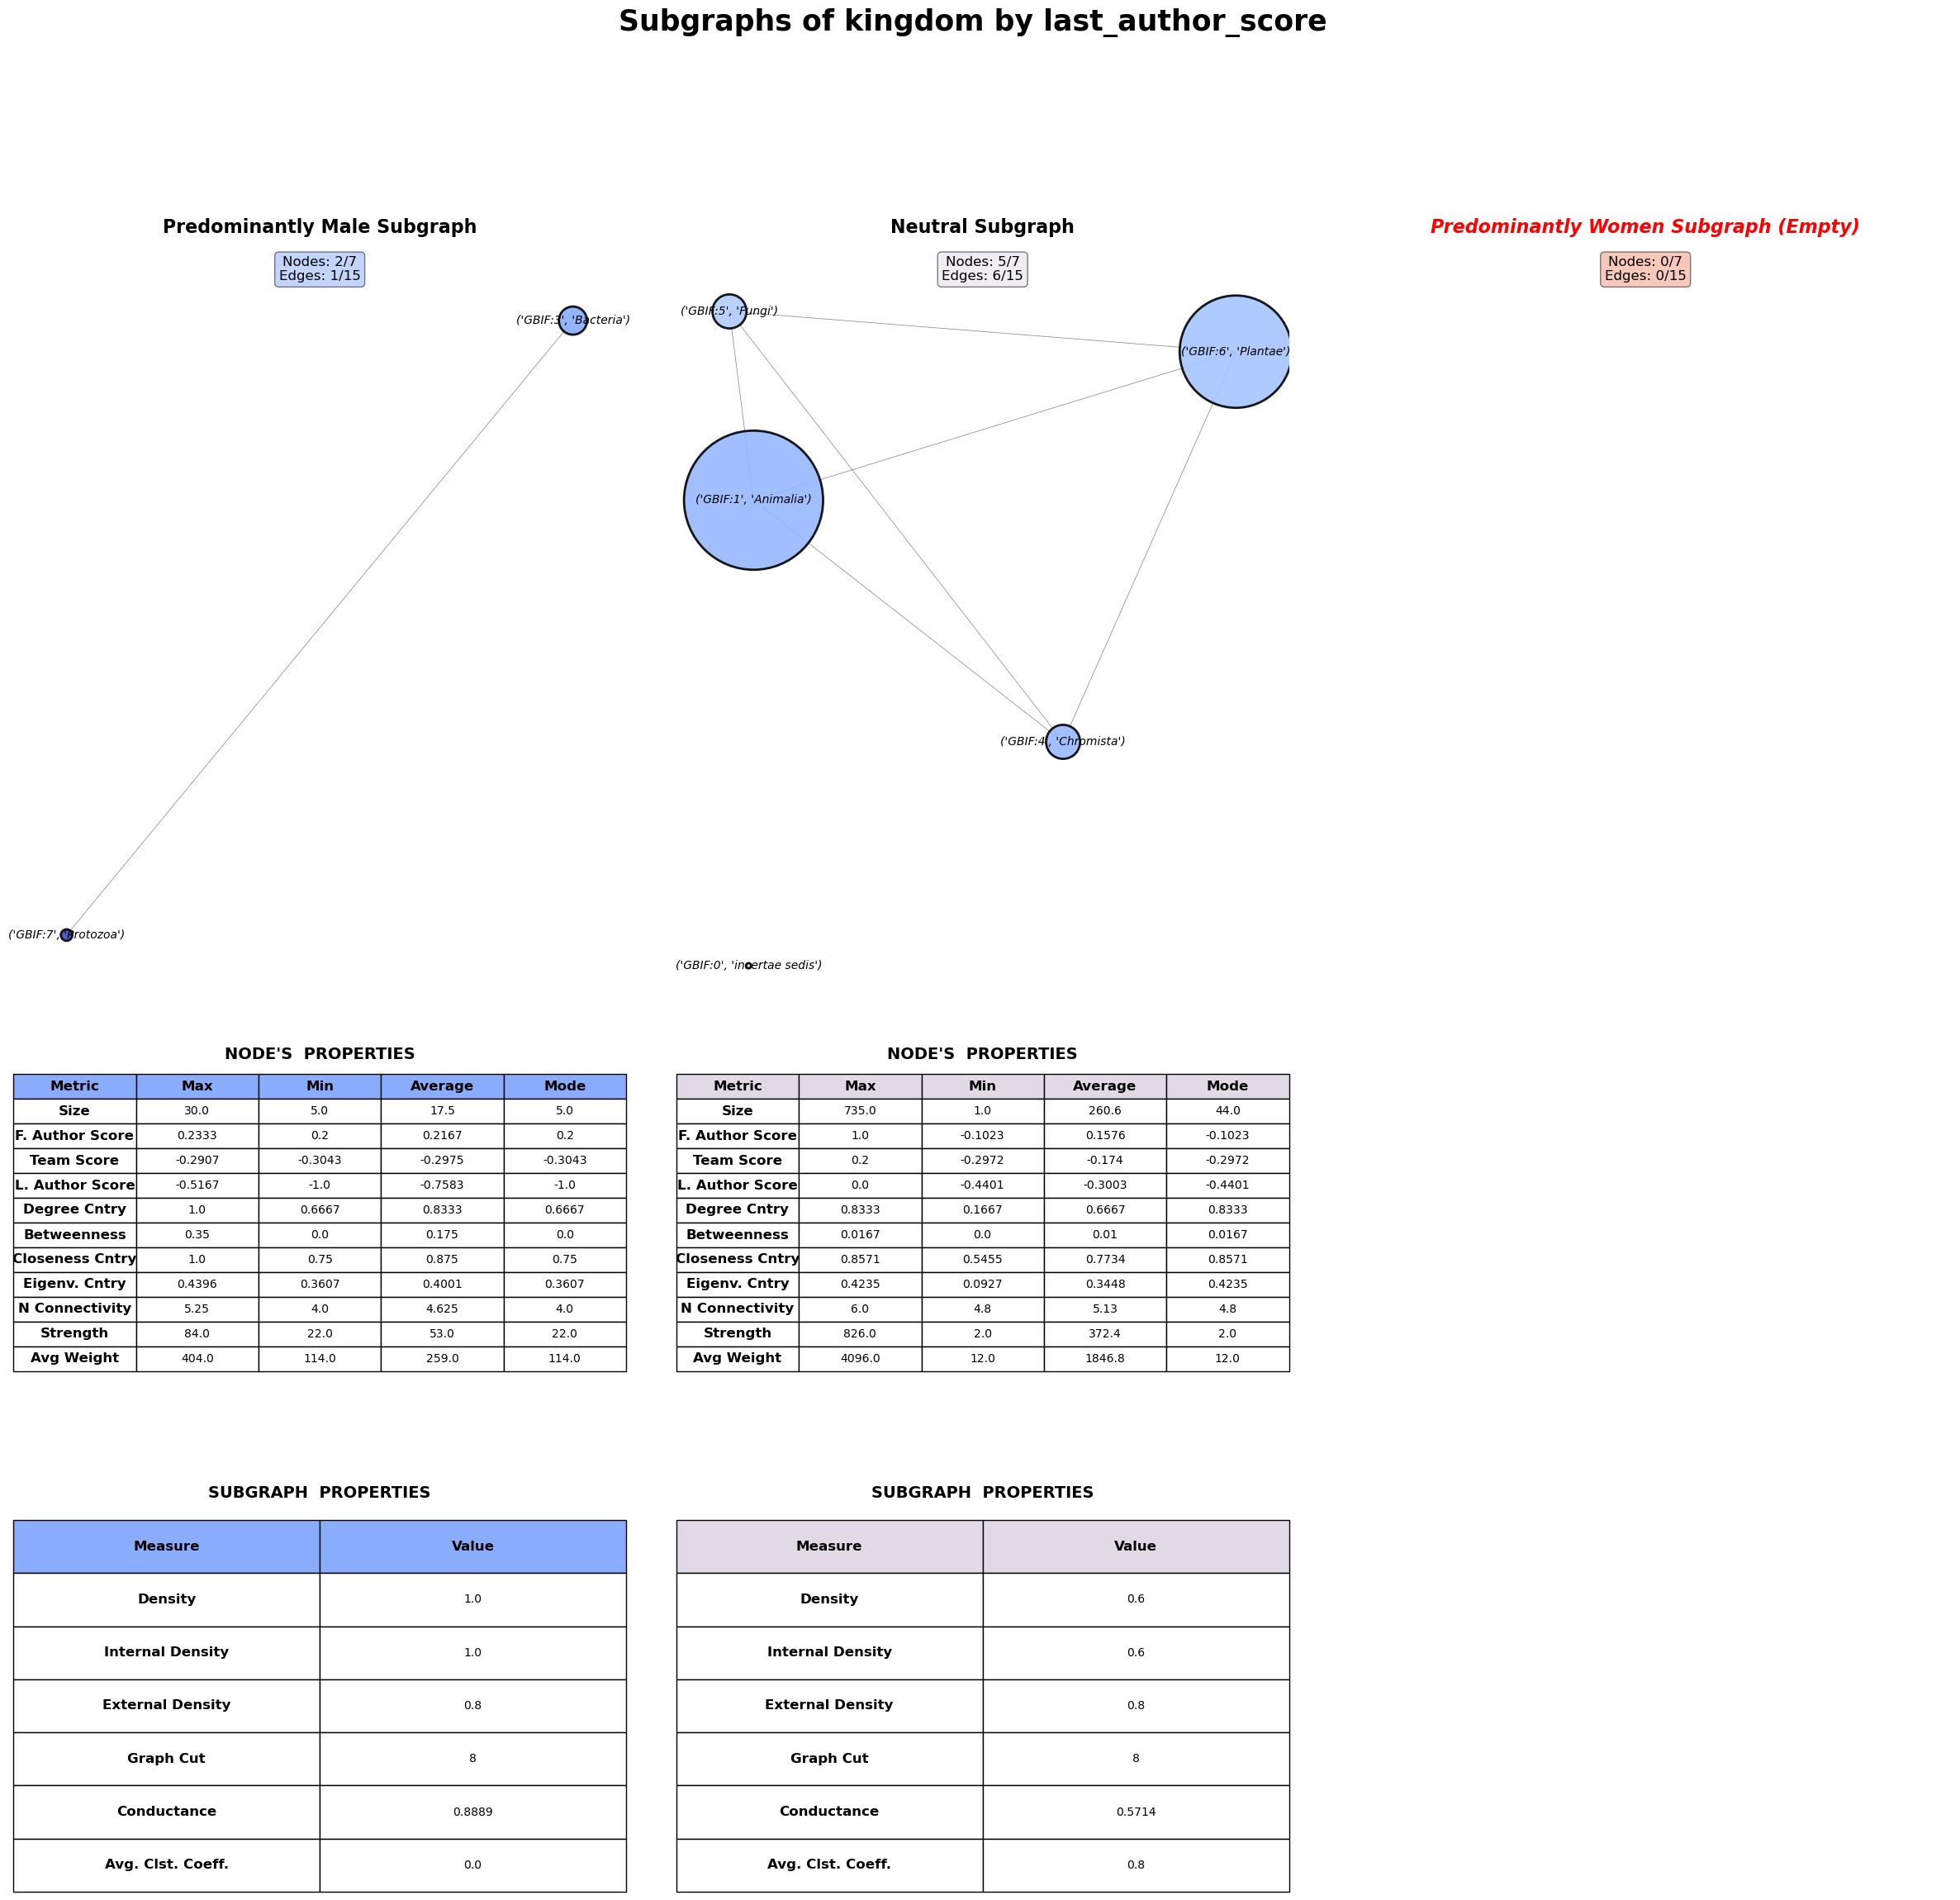 Subgraphs of kingdom by last_author_score
Predominantly Male Subgraph
Nodes: 2/7
Edges: 1/15
('GBIF:3', 'Bacteria')
('GBIF:7', 'Protozoa')
Neutral Subgraph
Nodes: 5/7
Edges: 6/15
('GBIF:5', 'Fungi')
('GBIF:6', 'Plantae')
('GBIF:1', 'Animalia')
('GBIF:4', 'Chromista')
('GBIF:0', 'incertae sedis')
Predominantly Women Subgraph (Empty)
Nodes: 0/7
Edges: 0/15
NODE'S PROPERTIES
Metric Max Min Average Mode
Size 30.0 5.0 17.5 5.0
F. Author Score 0.2333 0.2 0.2167 0.2
Team Score -0.2907 -0.3043 -0.2975 -0.3043
L. Author Score -0.5167 -1.0 -0.7583 -1.0
Degree Cntry 1.0 0.6667 0.8333 0.6667
Betweenness 0.35 0.0 0.175 0.0
Closeness Cntry 1.0 0.75 0.875 0.75
Eigenv. Cntry 0.4396 0.3607 0.4001 0.3607
N Connectivity 5.25 4.0 4.625 4.0
Strength 84.0 22.0 53.0 22.0
Avg Weight 404.0 114.0 259.0 114.0
NODE'S PROPERTIES
Metric Max Min Average Mode
Size 735.0 1.0 260.6 44.0
F. Author Score 1.0 -0.1023 0.1576 -0.1023
Team Score 0.2 -0.2972 -0.174 -0.2972
L. Author Score 0.0 -0.4401 -0.3003 -0.4401
Degree Cntry 0.8333 0.1667 0.6667 0.8333
Betweenness 0.0167 0.0 0.01 0.0167
Closeness Cntry 0.8571 0.5455 0.7734 0.8571
Eigenv. Cntry 0.4235 0.0927 0.3448 0.4235
N Connectivity 6.0 4.8 5.13 4.8
Strength 826.0 2.0 372.4 2.0
Avg Weight 4096.0 12.0 1846.8 12.0
SUBGRAPH PROPERTIES
Measure Value
Density 1.0
Internal Density 1.0
External Density 0.8
Graph Cut 8
Conductance 0.8889
Avg. Clst. Coeff. 0.0
SUBGRAPH PROPERTIES
Measure Value
Density 0.6
Internal Density 0.6
External Density 0.8
Graph Cut 8
Conductance 0.5714
Avg. Clst. Coeff. 0.8